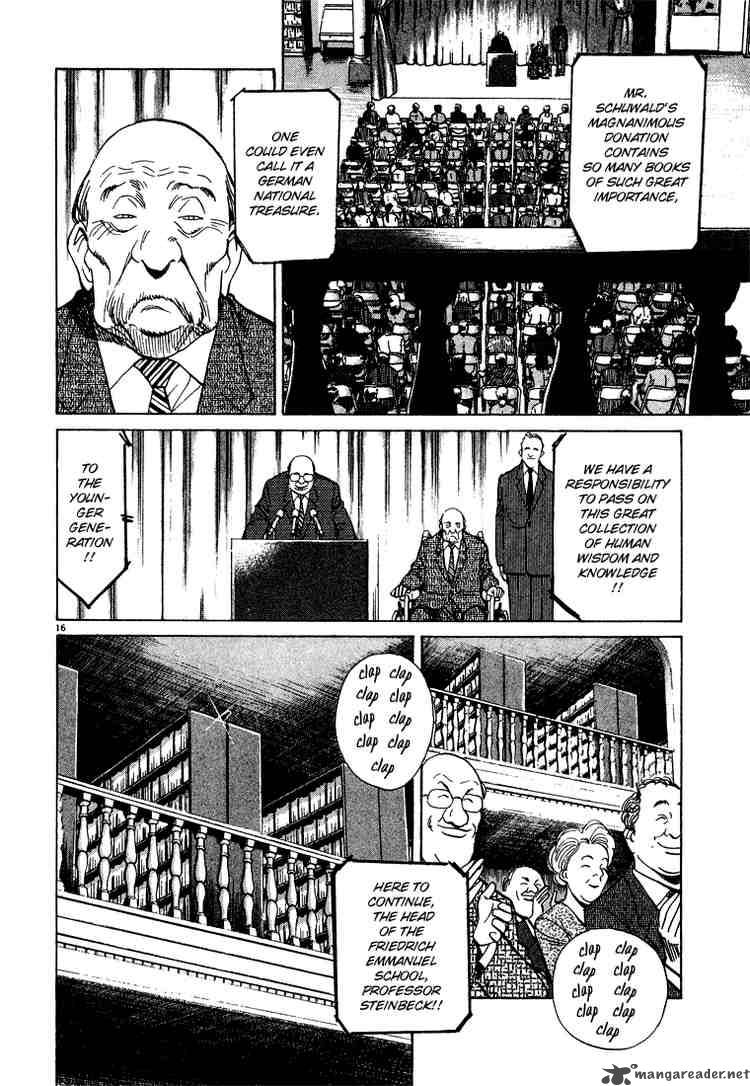 MR.
SCHUWALD'S
MAGNANIMOUS
DONATION
CONTAINS
SO MANY BOOKS
OF SUCH GREAT
IMPORTANCE,
ONE
COULD EVEN
CALL IT A
GERMAN
NATIONAL
TREASURE.
WE HAVE A
RESPONSIBILITY
TO PASS ON
THIS GREAT
COLLECTION
OF HUMAN
WISDOM AND
KNOWLEDGE
!!
TO
THE
YOUN-
GER
GENE-
RATION
!!
16
clap clap
clap clap
clap clap
clap clap
clap
HERE TO
CONTINUE,
THE HEAD
OF THE
FRIEDRICH
EMMANUEL
SCHOOL,
PROFESSOR
STEINBECK!!
clap clap
clap clap
clap clap
clap clap
clap
mangareader.net